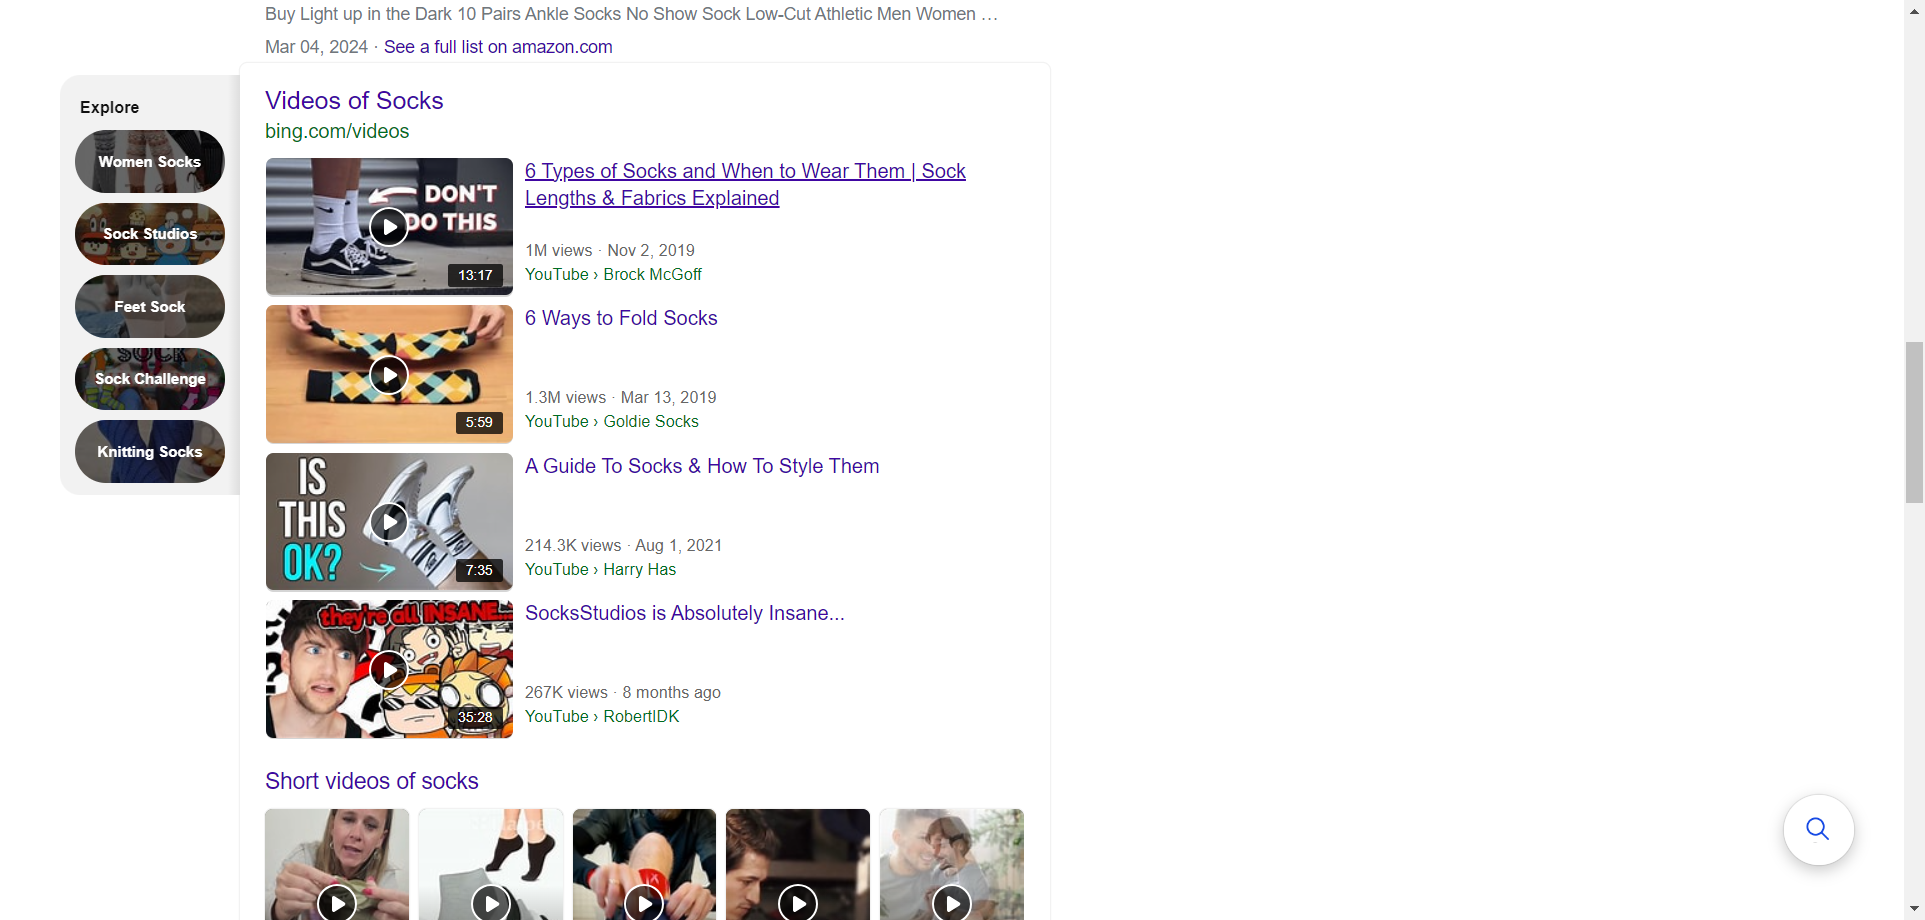 Buy Light up in the Dark 10 Pairs Ankle Socks No Show Sock Low-Cut Athletic Men Women …
Mar 04, 2024 · See a full list on amazon.com
Explore
Women Socks
Sock Studios
Feet Sock
SOCK
Sock Challenge
Knitting Socks
Videos of Socks
bing.com/videos
DON'T
DO THIS
13:17
6 Types of Socks and When to Wear Them | Sock
Lengths & Fabrics Explained
1M views · Nov 2, 2019
YouTube › Brock McGoff
5:59
6 Ways to Fold Socks
1.3M views · Mar 13, 2019
YouTube › Goldie Socks
IS
THIS
OK?
7:35
A Guide To Socks & How To Style Them
214.3K views · Aug 1, 2021
YouTube › Harry Has
they're all INSANE...
35:28
SocksStudios is Absolutely Insane...
267K views · 8 months ago
YouTube › RobertIDK
Short videos of socks